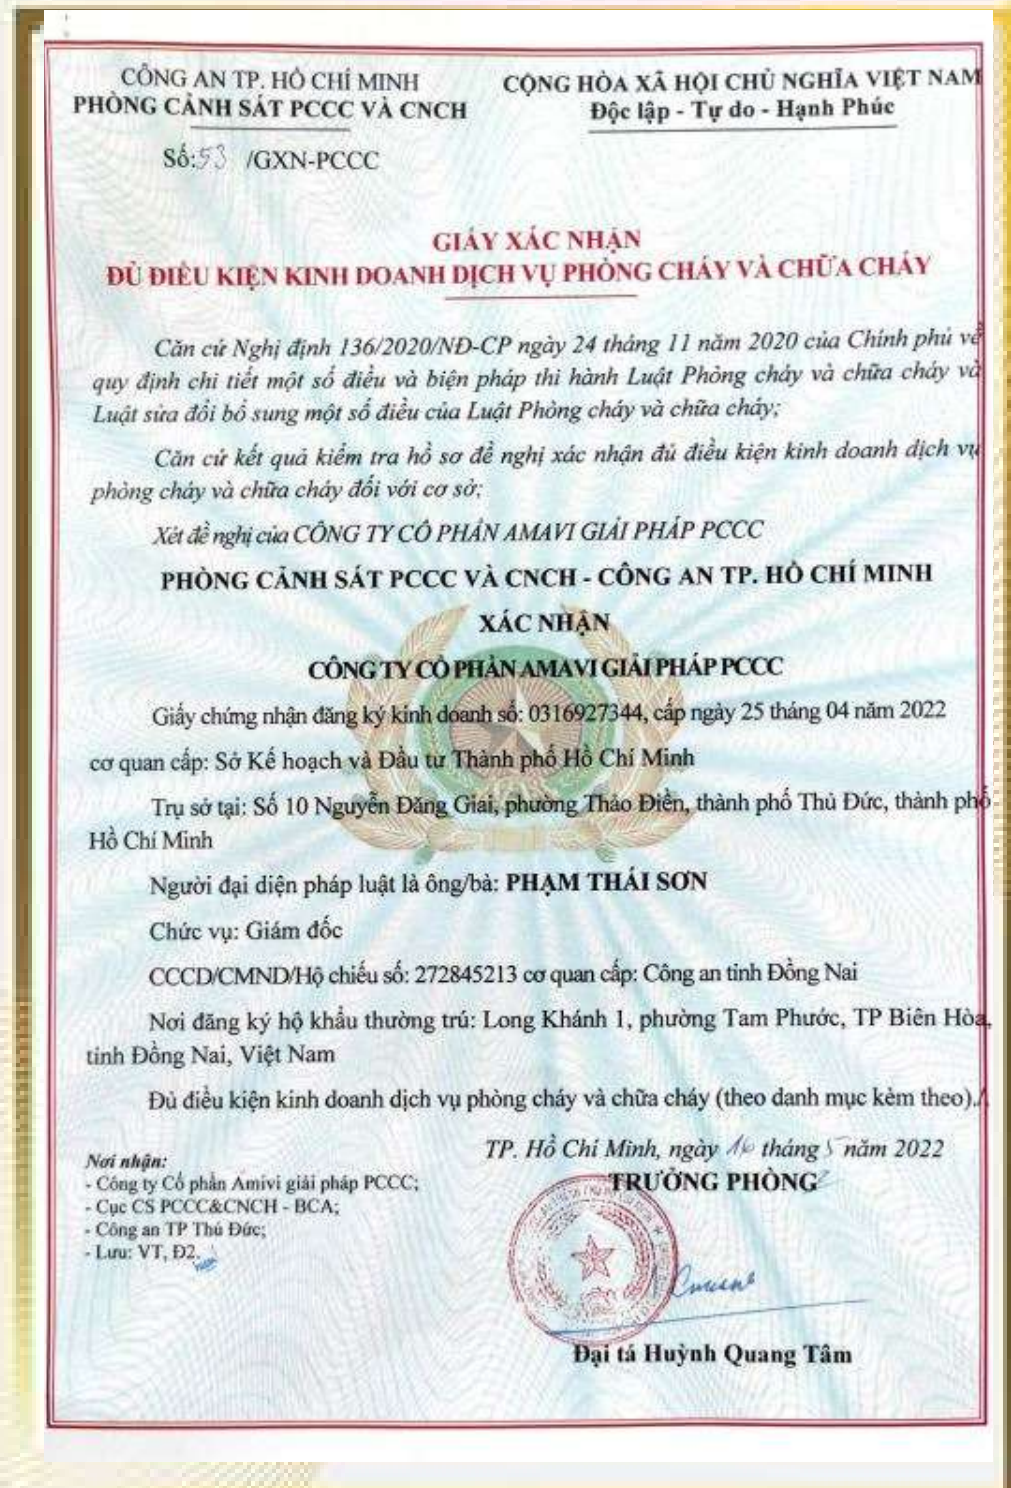 CÔNG AN TP. HỒ CHÍ MINH
PHÒNG CẢNH SÁT PCCC VÀ CNCH
CỘNG HÒA XÃ HỘI CHỦ NGHĨA VIỆT NAM
Độc lập - Tự do - Hạnh Phúc
Số:53 /GXN-PCCC
GIẤY XÁC NHẬN
ĐỦ ĐIỀU KIỆN KINH DOANH DỊCH VỤ PHÒNG CHÁY VÀ CHỮA CHÁY
Căn cứ Nghị định 136/2020/NĐ-CP ngày 24 tháng 11 năm 2020 của Chính phủ về
quy định chi tiết một số điều và biện pháp thi hành Luật Phòng cháy và chữa cháy và
Luật sửa đổi bổ sung một số điều của Luật Phòng cháy và chữa cháy;
Căn cứ kết quả kiểm tra hồ sơ đề nghị xác nhận đủ điều kiện kinh doanh dịch vụ
phòng cháy và chữa cháy đối với cơ sở;
Xét đề nghị của CÔNG TY CỔ PHẦN AMAVI GIẢI PHÁP PCCC
PHÒNG CẢNH SÁT PCCC VÀ CNCH - CÔNG AN TP. HỒ CHÍ MINH
XÁC NHẬN
CÔNG TY CỔ PHẦN AMAVI GIẢI PHÁP PCCC
Giấy chứng nhận đăng ký kinh doanh số: 0316927344, cấp ngày 25 tháng 04 năm 2022
cơ quan cấp: Sở Kế hoạch và Đầu tư Thành phố Hồ Chí Minh
Trụ sở tại: Số 10 Nguyễn Đăng Giai, phường Thảo Điền, thành phố Thủ Đức, thành phố
Hồ Chí Minh
Người đại diện pháp luật là ông/bà: PHẠM THÁI SƠN
Chức vụ: Giám đốc
CCCD/CMND/Hộ chiếu số: 272845213 cơ quan cấp: Công an tỉnh Đồng Nai
Nơi đăng ký hộ khẩu thường trú: Long Khánh 1, phường Tam Phước, TP Biên Hòa,
tỉnh Đồng Nai, Việt Nam
Đủ điều kiện kinh doanh dịch vụ phòng cháy và chữa cháy (theo danh mục kèm theo)./.
TP. Hồ Chí Minh, ngày 16 tháng 5 năm 2022
TRƯỞNG PHÒNG
Nơi nhận:
- Công ty Cổ phần Amivi giải pháp PCCC;
- Cục CS PCCC&CNCH - BCA;
- Công an TP Thủ Đức;
- Lưu: VT, Đ2.
Đại tá Huỳnh Quang Tâm